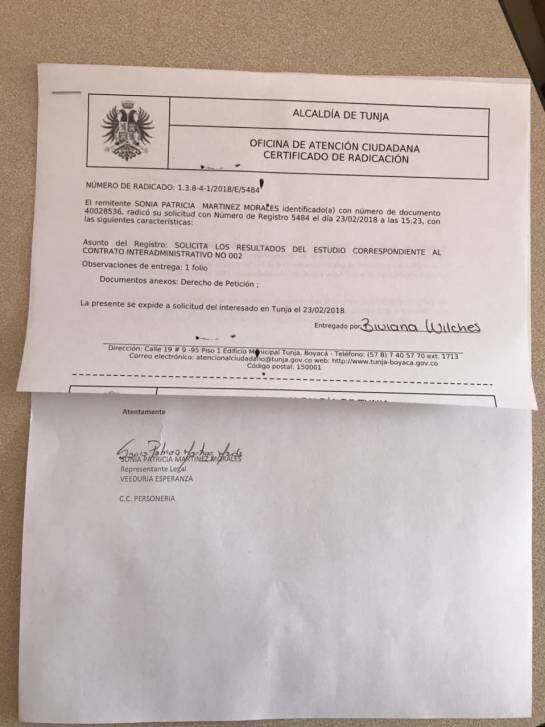 ALCALDÍA DE TUNJA
OFICINA DE ATENCIÓN CIUDADANA
CERTIFICADO DE RADICACIÓN
NÚMERO DE RADICADO: 1.3.8-4-1/2018/E/5484
El remitente SONIA PATRICIA MARTINEZ MORALES identificado(a) con número de documento
40028536, radicó su solicitud con Número de Registro 5484 el día 23/02/2018 a las 15:23, con
las siguientes características:
Asunto del Registro: SOLICITA LOS RESULTADOS DEL ESTUDIO CORRESPONDIENTE AL
CONTRATO INTERADMINISTRATIVO NO 002
Observaciones de entrega: 1 folio
Documentos anexos: Derecho de Petición ;
La presente se expide a solicitud del interesado en Tunja el 23/02/2018
Entregado por Biviana Wilches
Dirección: Calle 19 # 9 -95 Piso 1 Edificio Municipal Tunja, Boyacá - Teléfono: (57 8) 7 40 57 70 ext. 1713
Correo electrónico: atencionalciudadano@tunja.gov.co web: http://www.tunja-boyaca.gov.co
Código postal: 150001
Atentamente
SONIA PATRICIA MARTINEZ MORALES
Representante Legal
VEEDURIA ESPERANZA
C.C. PERSONERIA